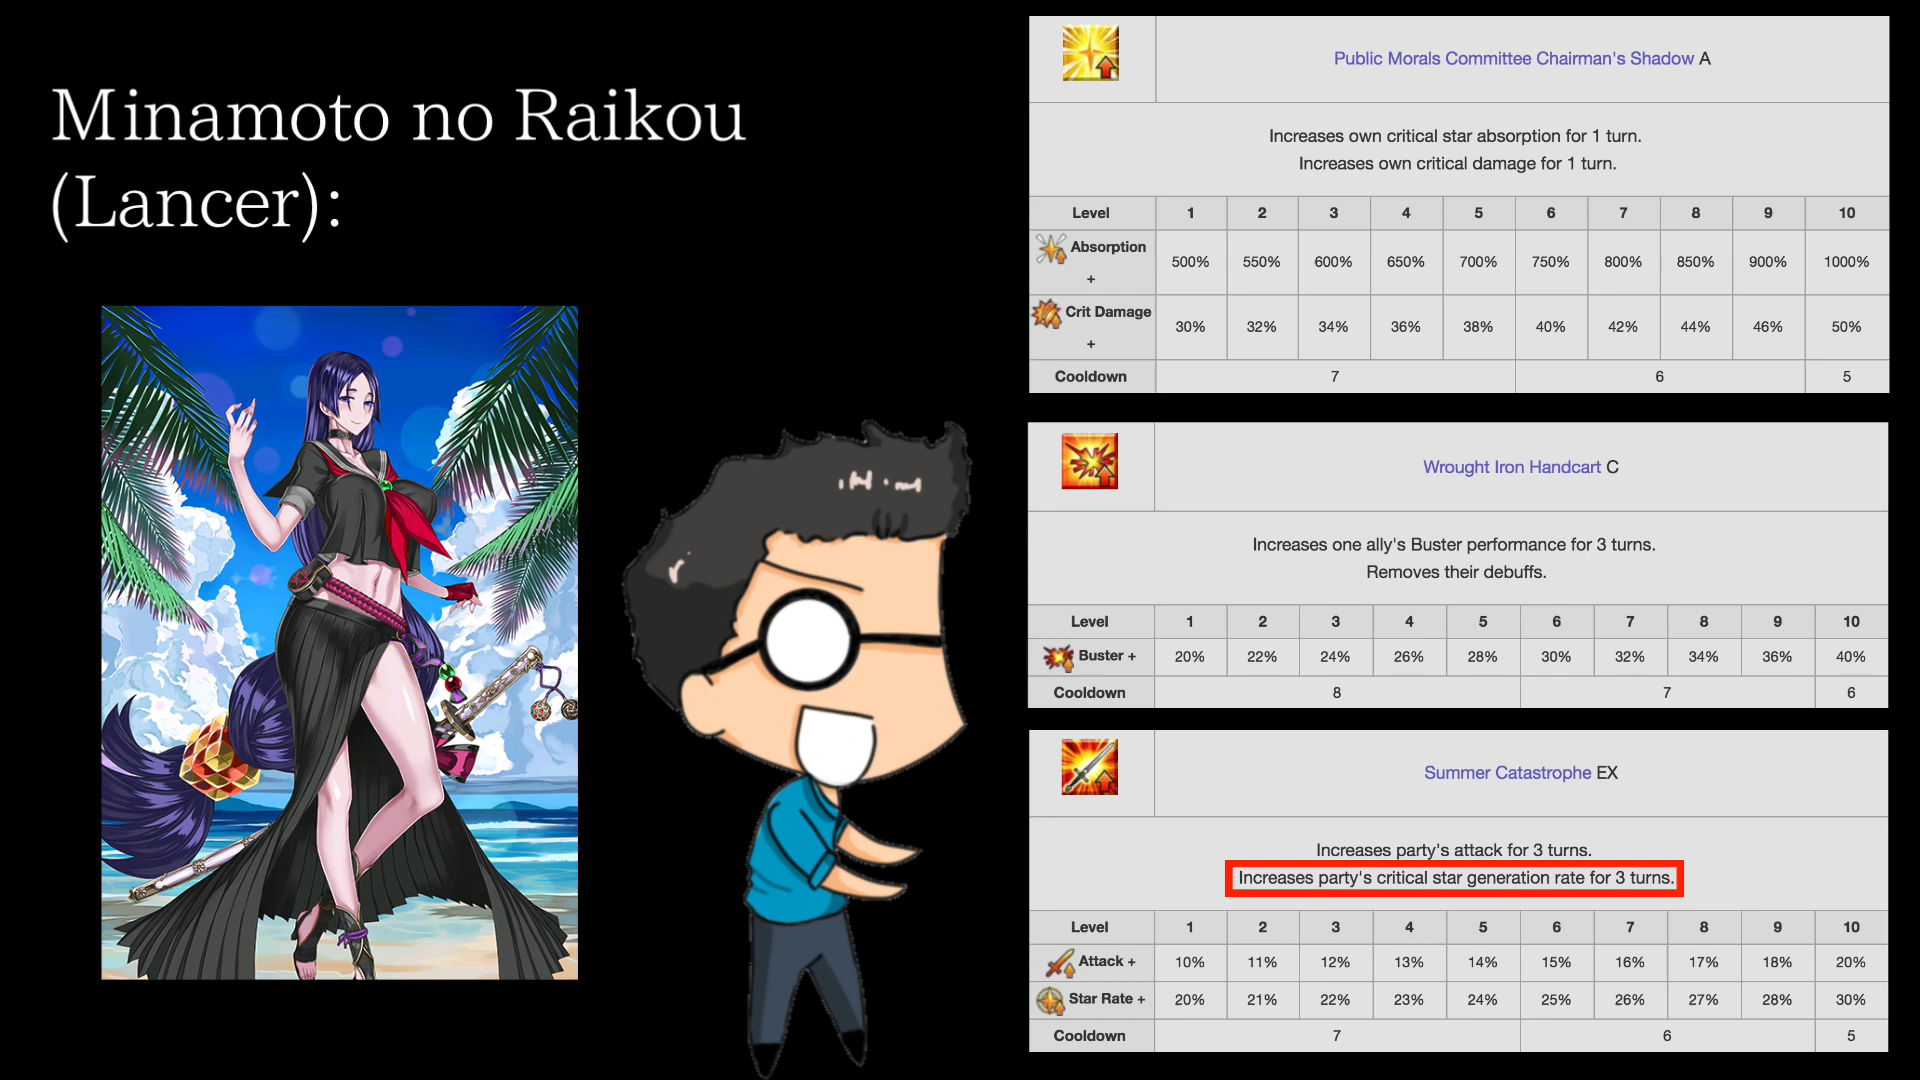 Minamoto no Raikou
(Lancer):
Public Morals Committee Chairman's Shadow A
Increases own critical star absorption for 1 turn.
Increases own critical damage for 1 turn.
Level 1 2 3 4 5 6 7 8 9 10
Absorption + 500% 550% 600% 650% 700% 750% 800% 850% 900% 1000%
Crit Damage + 30% 32% 34% 36% 38% 40% 42% 44% 46% 50%
Cooldown 7 6 5
Wrought Iron Handcart C
Increases one ally's Buster performance for 3 turns.
Removes their debuffs.
Level 1 2 3 4 5 6 7 8 9 10
Buster + 20% 22% 24% 26% 28% 30% 32% 34% 36% 40%
Cooldown 8 7 6
Summer Catastrophe EX
Increases party's attack for 3 turns.
Increases party's critical star generation rate for 3 turns.
Level 1 2 3 4 5 6 7 8 9 10
Attack + 10% 11% 12% 13% 14% 15% 16% 17% 18% 20%
Star Rate + 20% 21% 22% 23% 24% 25% 26% 27% 28% 30%
Cooldown 7 6 5